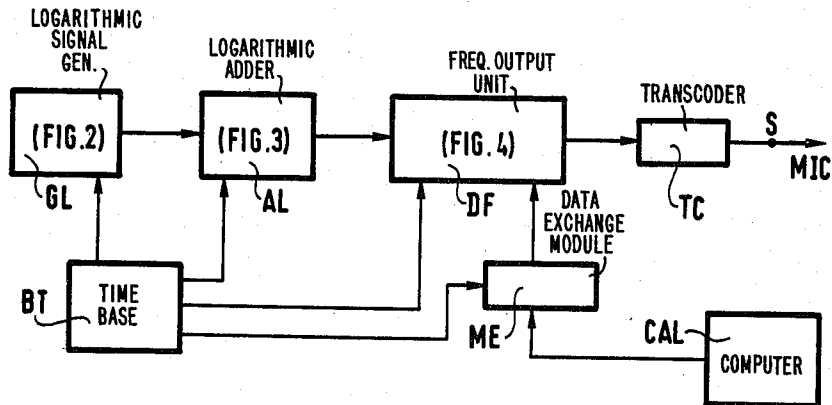 LOGARITHMIC
SIGNAL
GEN.
(FIG.2)
GL
LOGARITHMIC
ADDER
(FIG.3)
AL
FREQ. OUTPUT
UNIT
(FIG. 4)
DF
TRANSCODER
TC
S
MIC
DATA
EXCHANGE
MODULE
ME
BT
TIME
BASE
CAL
COMPUTER